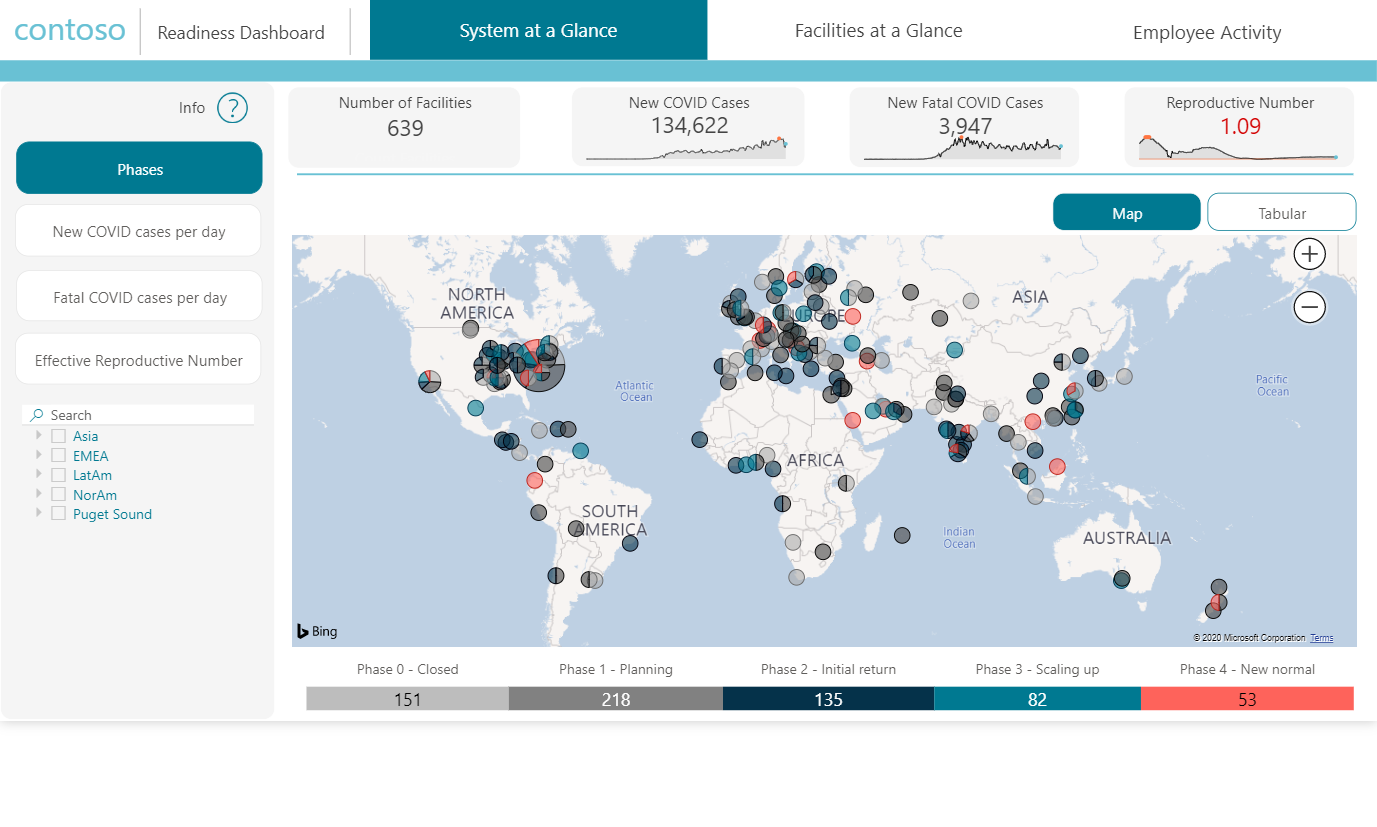 contoso
Readiness Dashboard
System at a Glance
Facilities at a Glance
Employee Activity
Info
?
Phases
New COVID cases per day
Fatal COVID cases per day
Effective Reproductive Number
Search
Asia
EMEA
LatAm
NorAm
Puget Sound
Number of Facilities
639
New COVID Cases
134,622
New Fatal COVID Cases
3,947
Reproductive Number
1.09
Map
Tabular
NORTH
AMERICA
EUROPE
ASIA
Atlantic
Ocean
Pacific
Ocean
AFRICA
SOUTH
AMERICA
Indian
Ocean
AUSTRALIA
Bing
© 2020 Microsoft Corporation Terms
Phase 0 - Closed
Phase 1 - Planning
Phase 2 - Initial return
Phase 3 - Scaling up
Phase 4 - New normal
151
218
135
82
53